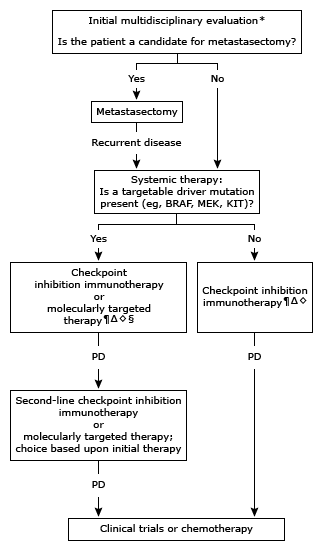 Initial multidisciplinary evaluation*
Is the patient a candidate for metastasectomy?
Yes
No
Metastasectomy
Recurrent disease
Systemic therapy:
Is a targetable driver mutation
present (eg, BRAF, MEK, KIT)?
Yes
No
Checkpoint
inhibition immunotherapy
or
molecularly targeted
therapy¶Δ◇§
Checkpoint inhibition
immunotherapy¶Δ◇
PD
PD
Second-line checkpoint inhibition
immunotherapy
or
molecularly targeted therapy;
choice based upon initial therapy
PD
Clinical trials or chemotherapy